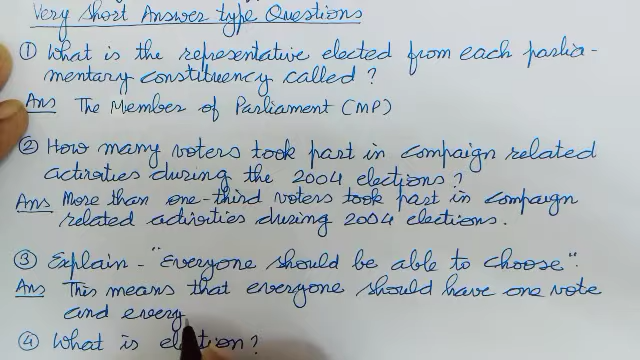 Very Short Answer type Questions
① What is the representative elected from each parlia-
mentary constituency called?
Ans The Member of Parliament (MP)
② How many voters took part in campaign related
activities during the 2004 elections?
Ans More than one-third voters took part in campaign
related activities during 2004 elections.
③ Explain - "Everyone should be able to choose".
Ans This means that everyone should have one vote
and every
④ What is election?